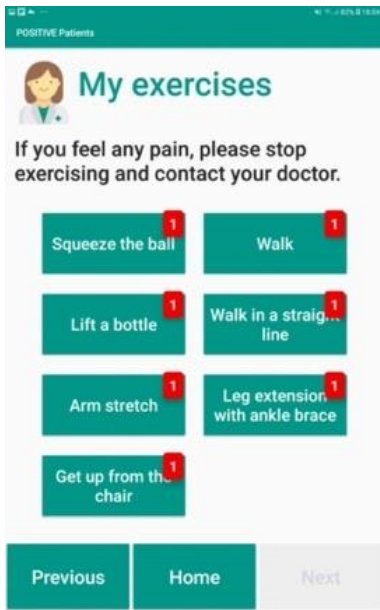 POSITIVE Patients
My exercises
If you feel any pain, please stop
exercising and contact your doctor.
Squeeze the ball
1
Walk
1
Lift a bottle
1
Walk in a straight
line
1
Arm stretch
1
Leg extension
with ankle brace
1
Get up from the
chair
1
Previous
Home
Next